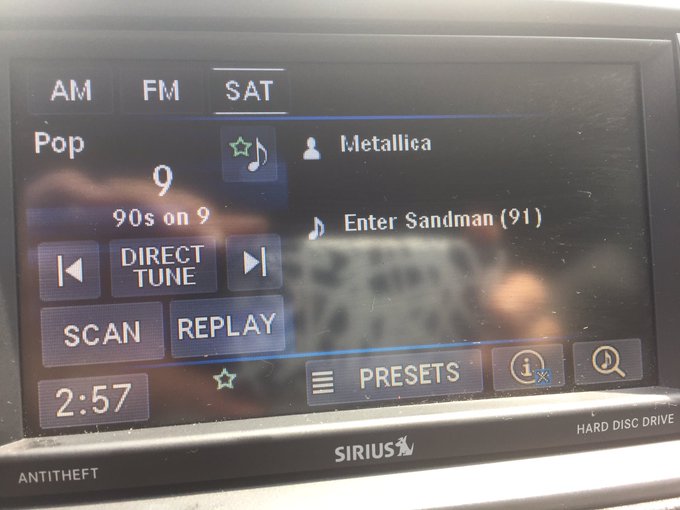 AM FM SAT
Pop
Metallica
9
90s on 9
Enter Sandman (91)
DIRECT
TUNE
SCAN REPLAY
2:57
PRESETS
i
SIRIUS
HARD DISC DRIVE
ANTITHEFT